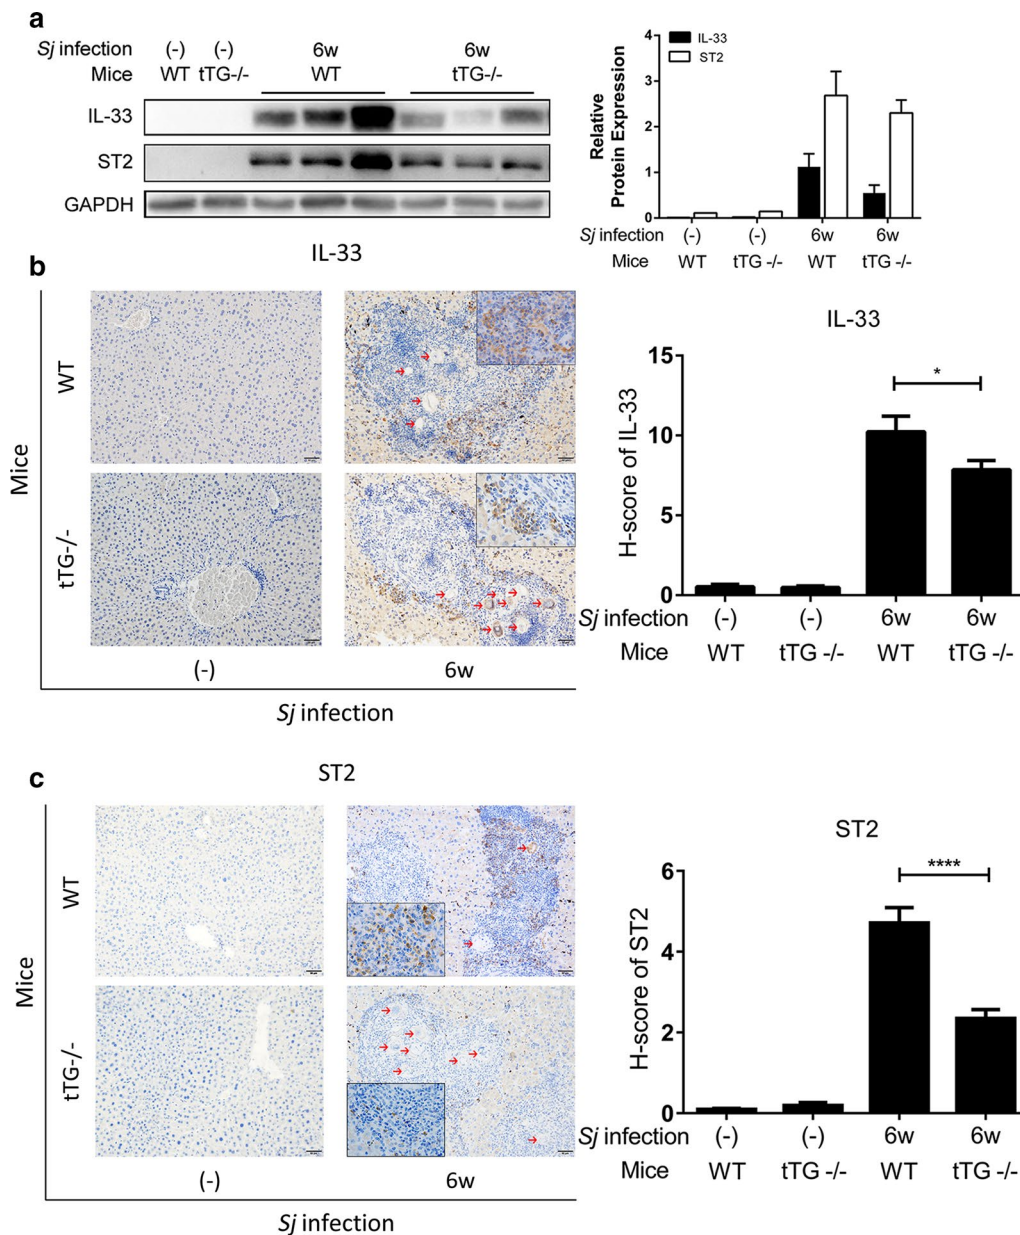 a
Sj infection (-) (-) 6w 6w
Mice WT tTG-/- WT tTG-/-
IL-33
ST2
GAPDH
IL-33
ST2
Relative
Protein Expression
4
3
2
1
0
Sj infection (-) (-) 6w 6w
Mice WT tTG -/- WT tTG -/-
b
IL-33
Mice
WT
tTG-/-
(-) 6w
Sj infection
IL-33
H-score of IL-33
15
10
5
0
*
Sj infection (-) (-) 6w 6w
Mice WT tTG -/- WT tTG -/-
c
ST2
Mice
WT
tTG-/-
(-) 6w
Sj infection
ST2
H-score of ST2
6
4
2
0
****
Sj infection (-) (-) 6w 6w
Mice WT tTG -/- WT tTG -/-